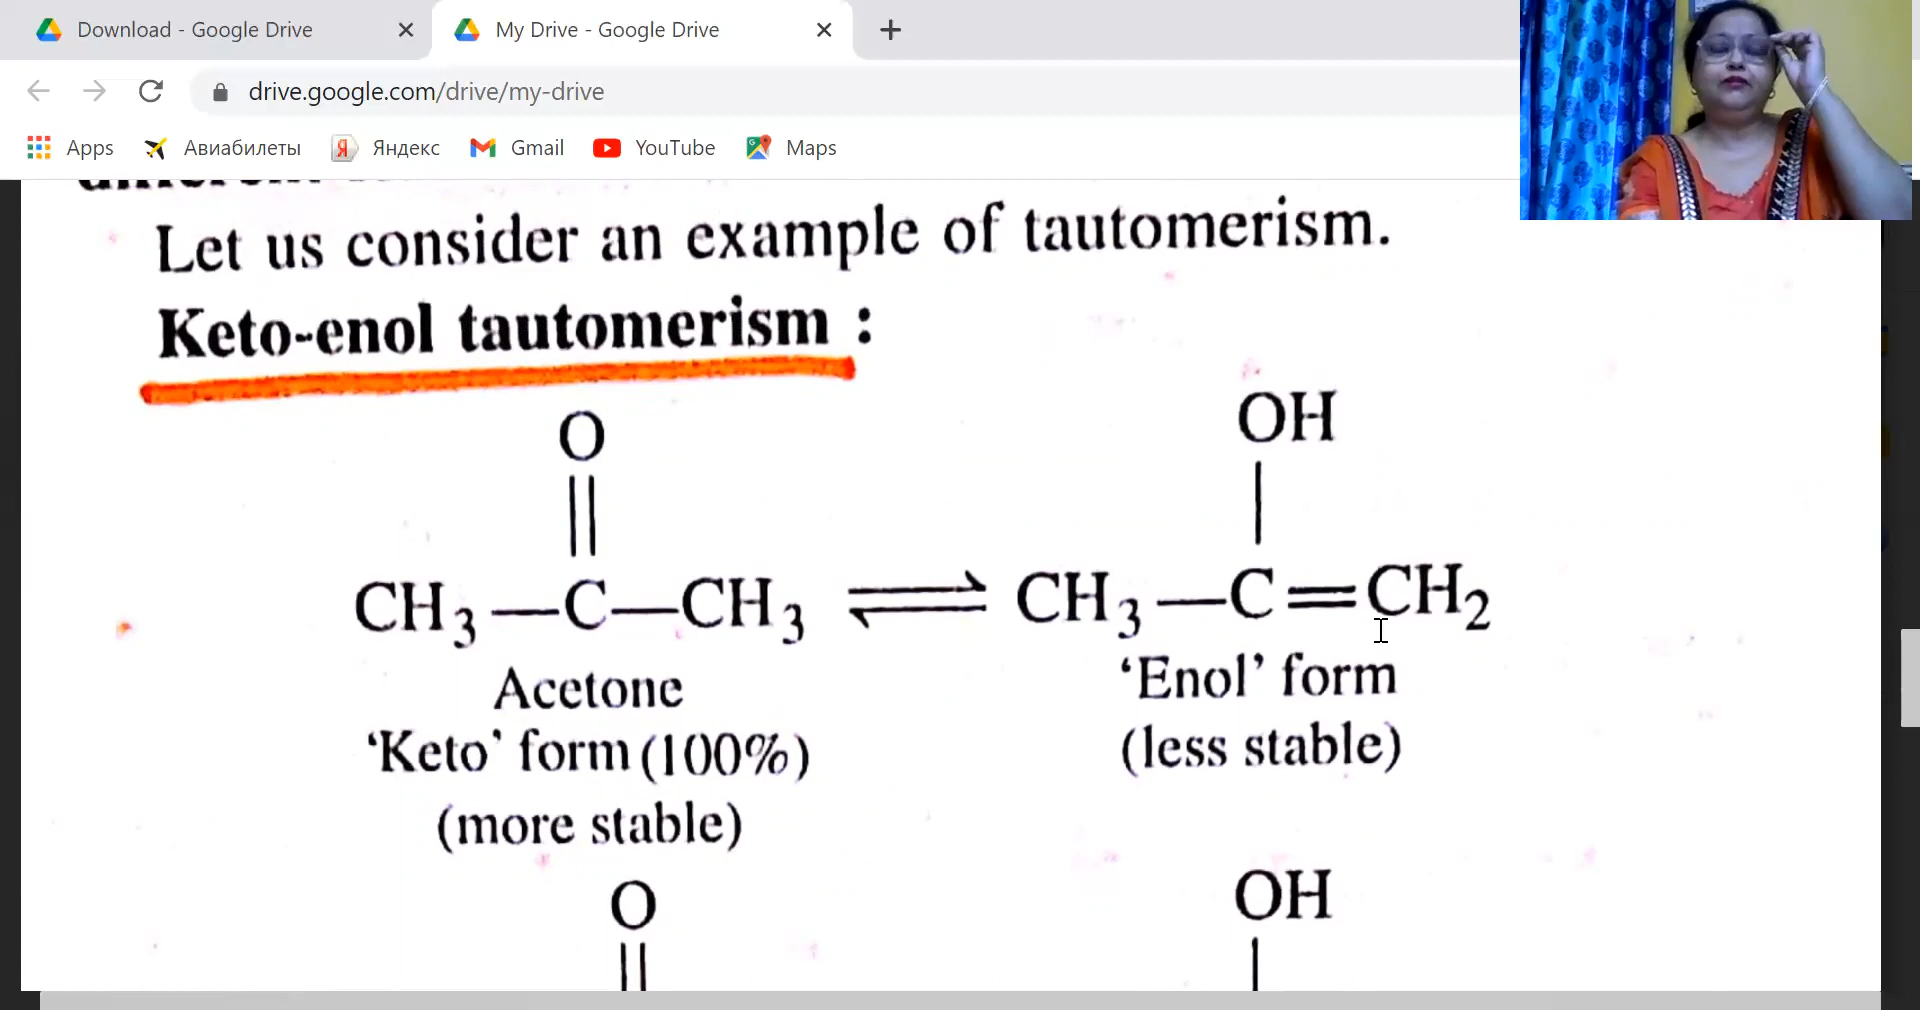 Download - Google Drive
My Drive - Google Drive
drive.google.com/drive/my-drive
Apps
Авиабилеты
Я
Яндекс
Gmail
YouTube
Maps
Let us consider an example of tautomerism.
Keto-enol tautomerism :
O
OH
CH3—C—CH3 ⇌ CH3—C=CH2
Acetone
'Enol' form
'Keto' form (100%)
(less stable)
(more stable)
O
OH